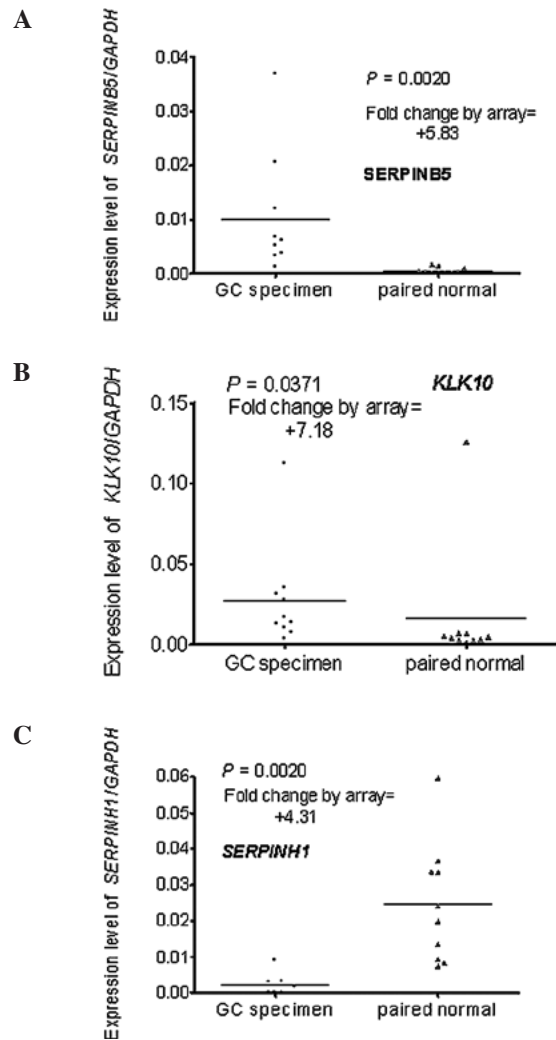 A
Expression level of SERPINB5/GAPDH
0.04
0.03
0.02
0.01
0.00
P = 0.0020
Fold change by array=
+5.83
SERPINB5
GC specimen
paired normal
B
Expression level of KLK10/GAPDH
0.15
0.10
0.05
0.00
P = 0.0371
KLK10
Fold change by array=
+7.18
GC specimen
paired normal
C
Expression level of SERPINH1/GAPDH
0.06
0.05
0.04
0.03
0.02
0.01
0.00
P = 0.0020
Fold change by array=
+4.31
SERPINH1
GC specimen
paired normal